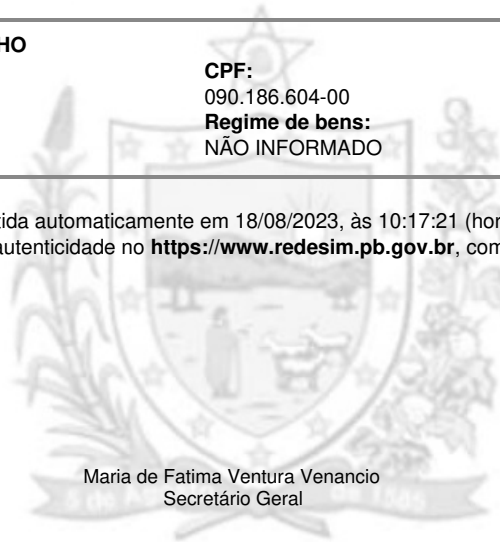 HO
CPF:
090.186.604-00
Regime de bens:
NÃO INFORMADO
tida automaticamente em 18/08/2023, às 10:17:21 (hor
autenticidade no https://www.redesim.pb.gov.br, com
Maria de Fatima Ventura Venancio
Secretário Geral